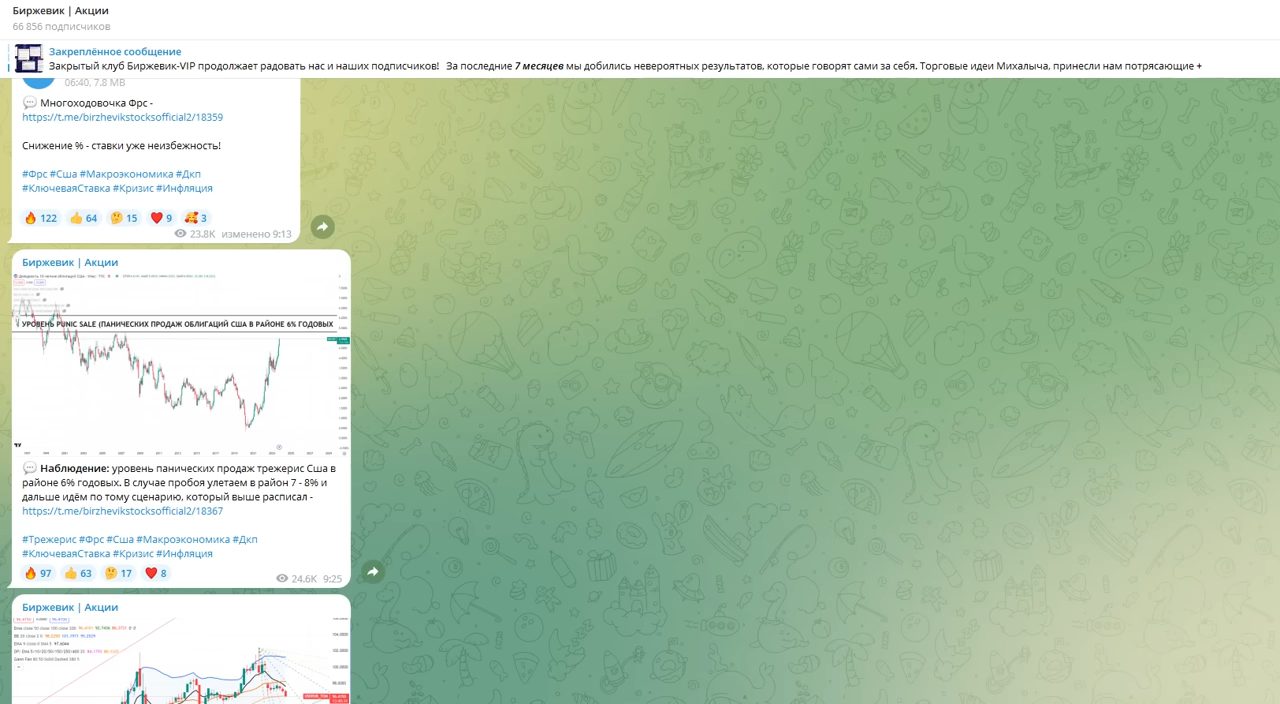 Биржевик | Акции
66 856 подписчиков
Закреплённое сообщение
Закрытый клуб Биржевик-VIP продолжает радовать нас и наших подписчиков! За последние 7 месяцев мы добились невероятных результатов, которые говорят сами за себя. Торговые идеи Михалыча, принесли нам потрясающие +
06:40, 7,8 MB
💬 Многоходовочка Фрс -
https://t.me/birzhevikstocksofficial2/18359
Снижение % - ставки уже неизбежность!
#Фрс #Сша #Макроэкономика #Дкп
#КлючеваяСтавка #Кризис #Инфляция
🔥 122 👍 64 🤔 15 ❤️ 9 🥰 3
23.8K изменено 9:13
Биржевик | Акции
УРОВЕНЬ PUNIC SALE (ПАНИЧЕСКИХ ПРОДАЖ ОБЛИГАЦИЙ США В РАЙОНЕ 6% ГОДОВЫХ
💬 Наблюдение: уровень панических продаж трежерис Сша в
районе 6% годовых. В случае пробоя улетаем в район 7 - 8% и
дальше идём по тому сценарию, который выше расписал -
https://t.me/birzhevikstocksofficial2/18367
#Трежерис #Фрс #Сша #Макроэкономика #Дкп
#КлючеваяСтавка #Кризис #Инфляция
🔥 97 👍 63 🤔 17 ❤️ 8
24.6K 9:25
Биржевик | Акции